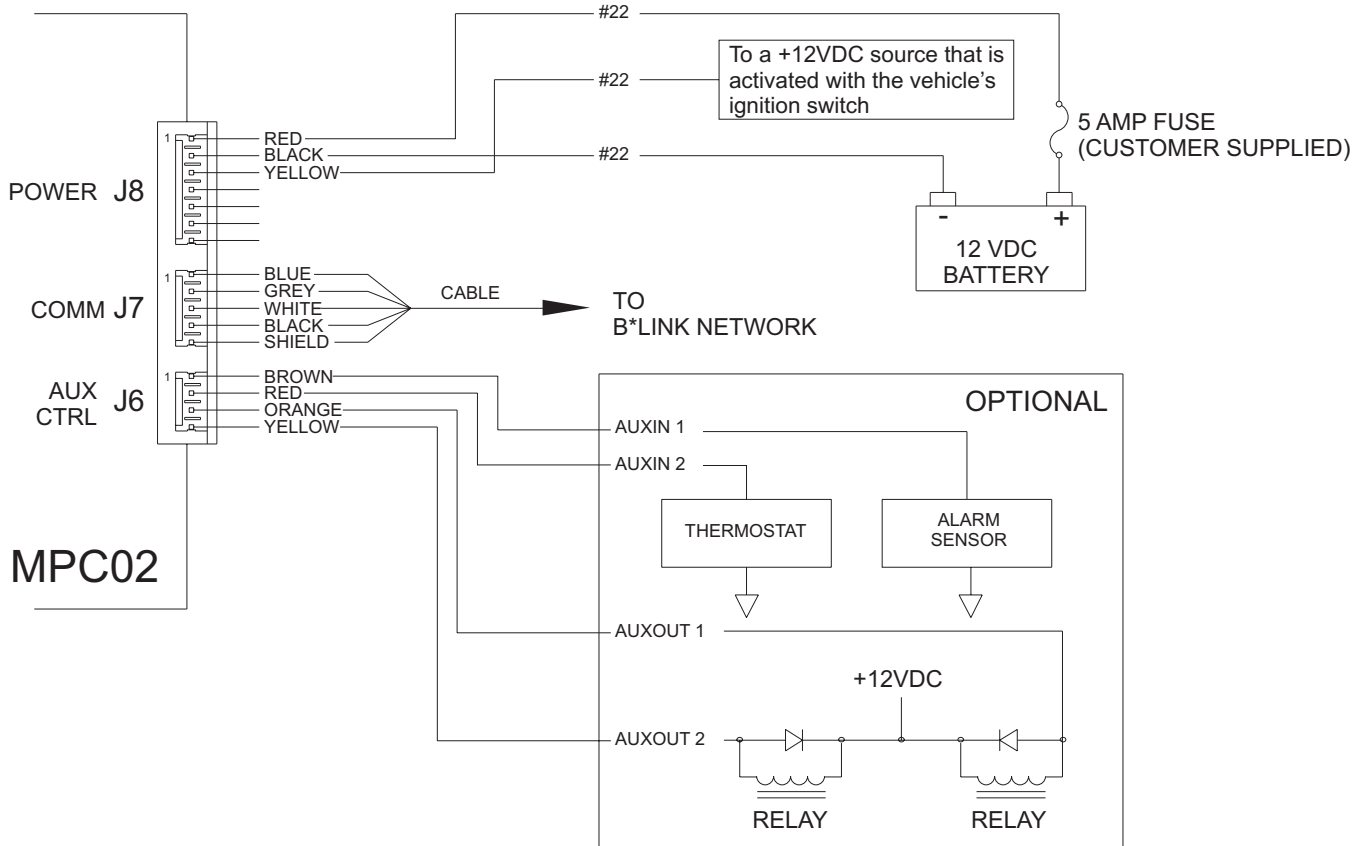 #22
To a +12VDC source that is
activated with the vehicle's
ignition switch
#22
5 AMP FUSE
(CUSTOMER SUPPLIED)
#22
1
RED
BLACK
YELLOW
POWER J8
- +
12 VDC
BATTERY
1
BLUE
GREY
WHITE
BLACK
SHIELD
COMM J7
CABLE
TO
B*LINK NETWORK
1
BROWN
RED
ORANGE
YELLOW
AUX
CTRL J6
MPC02
OPTIONAL
AUXIN 1
AUXIN 2
THERMOSTAT
ALARM
SENSOR
AUXOUT 1
+12VDC
AUXOUT 2
RELAY
RELAY